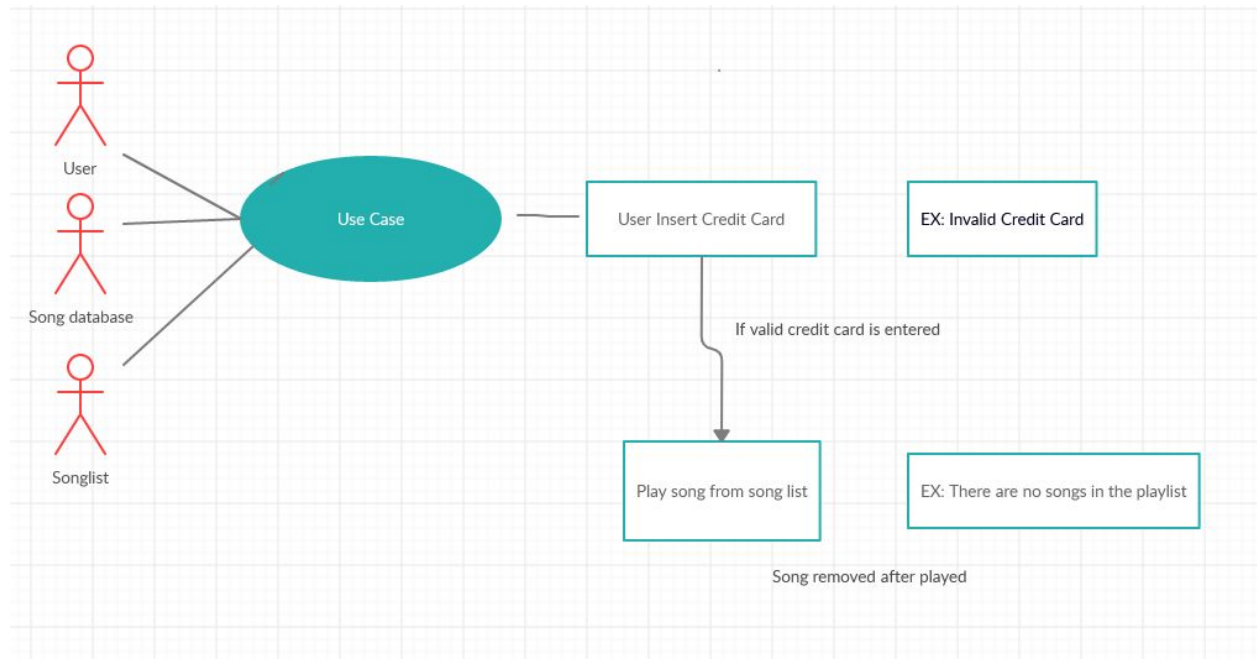 User
Use Case
User Insert Credit Card
EX: Invalid Credit Card
Song database
If valid credit card is entered
Songlist
Play song from song list
EX: There are no songs in the playlist
Song removed after played